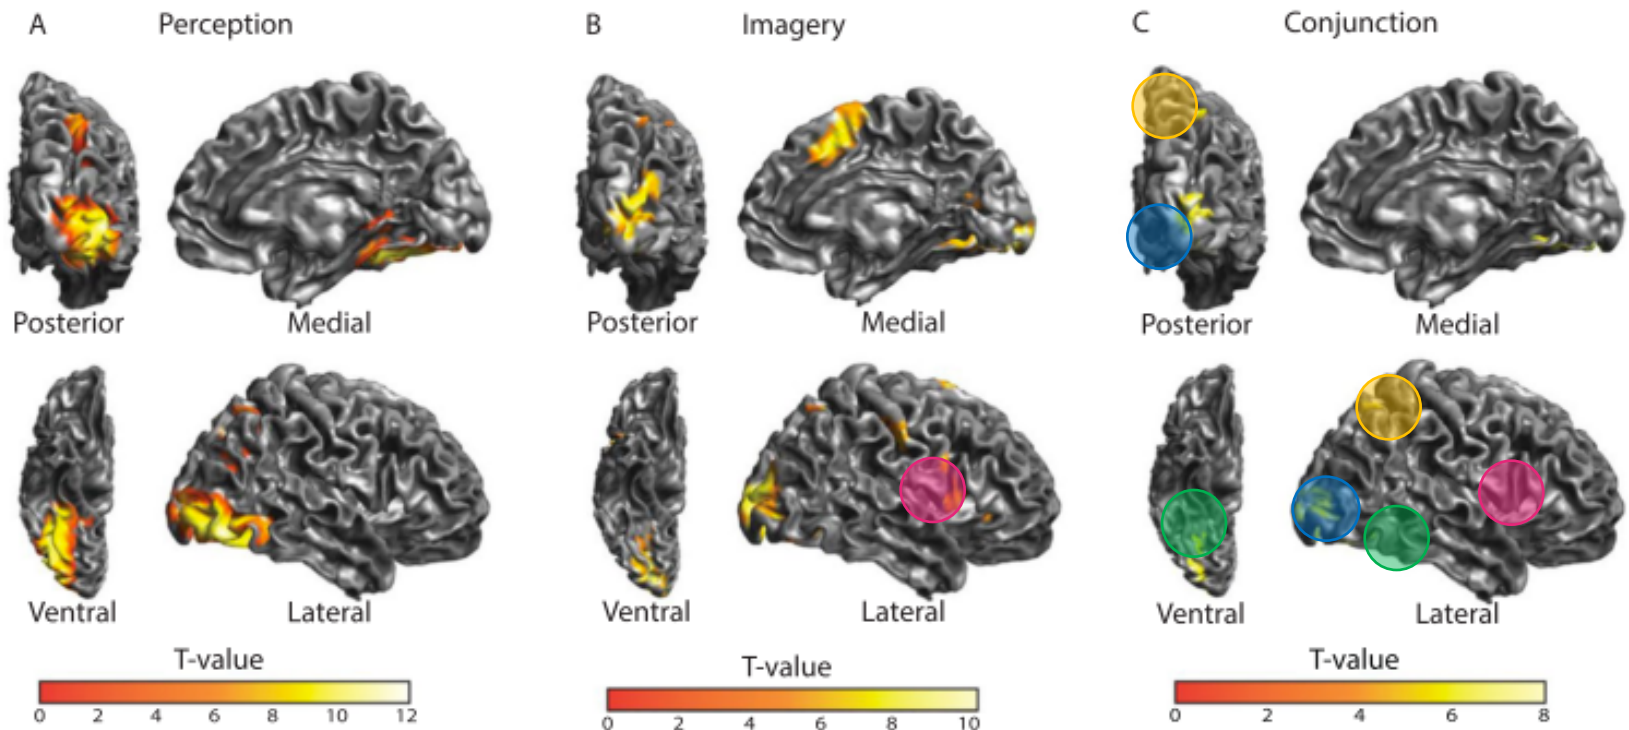 A Perception
B Imagery
C Conjunction
Posterior Medial
Posterior Medial
Posterior Medial
Ventral Lateral
Ventral Lateral
Ventral Lateral
T-value
0 2 4 6 8 10 12
T-value
0 2 4 6 8 10
T-value
0 2 4 6 8